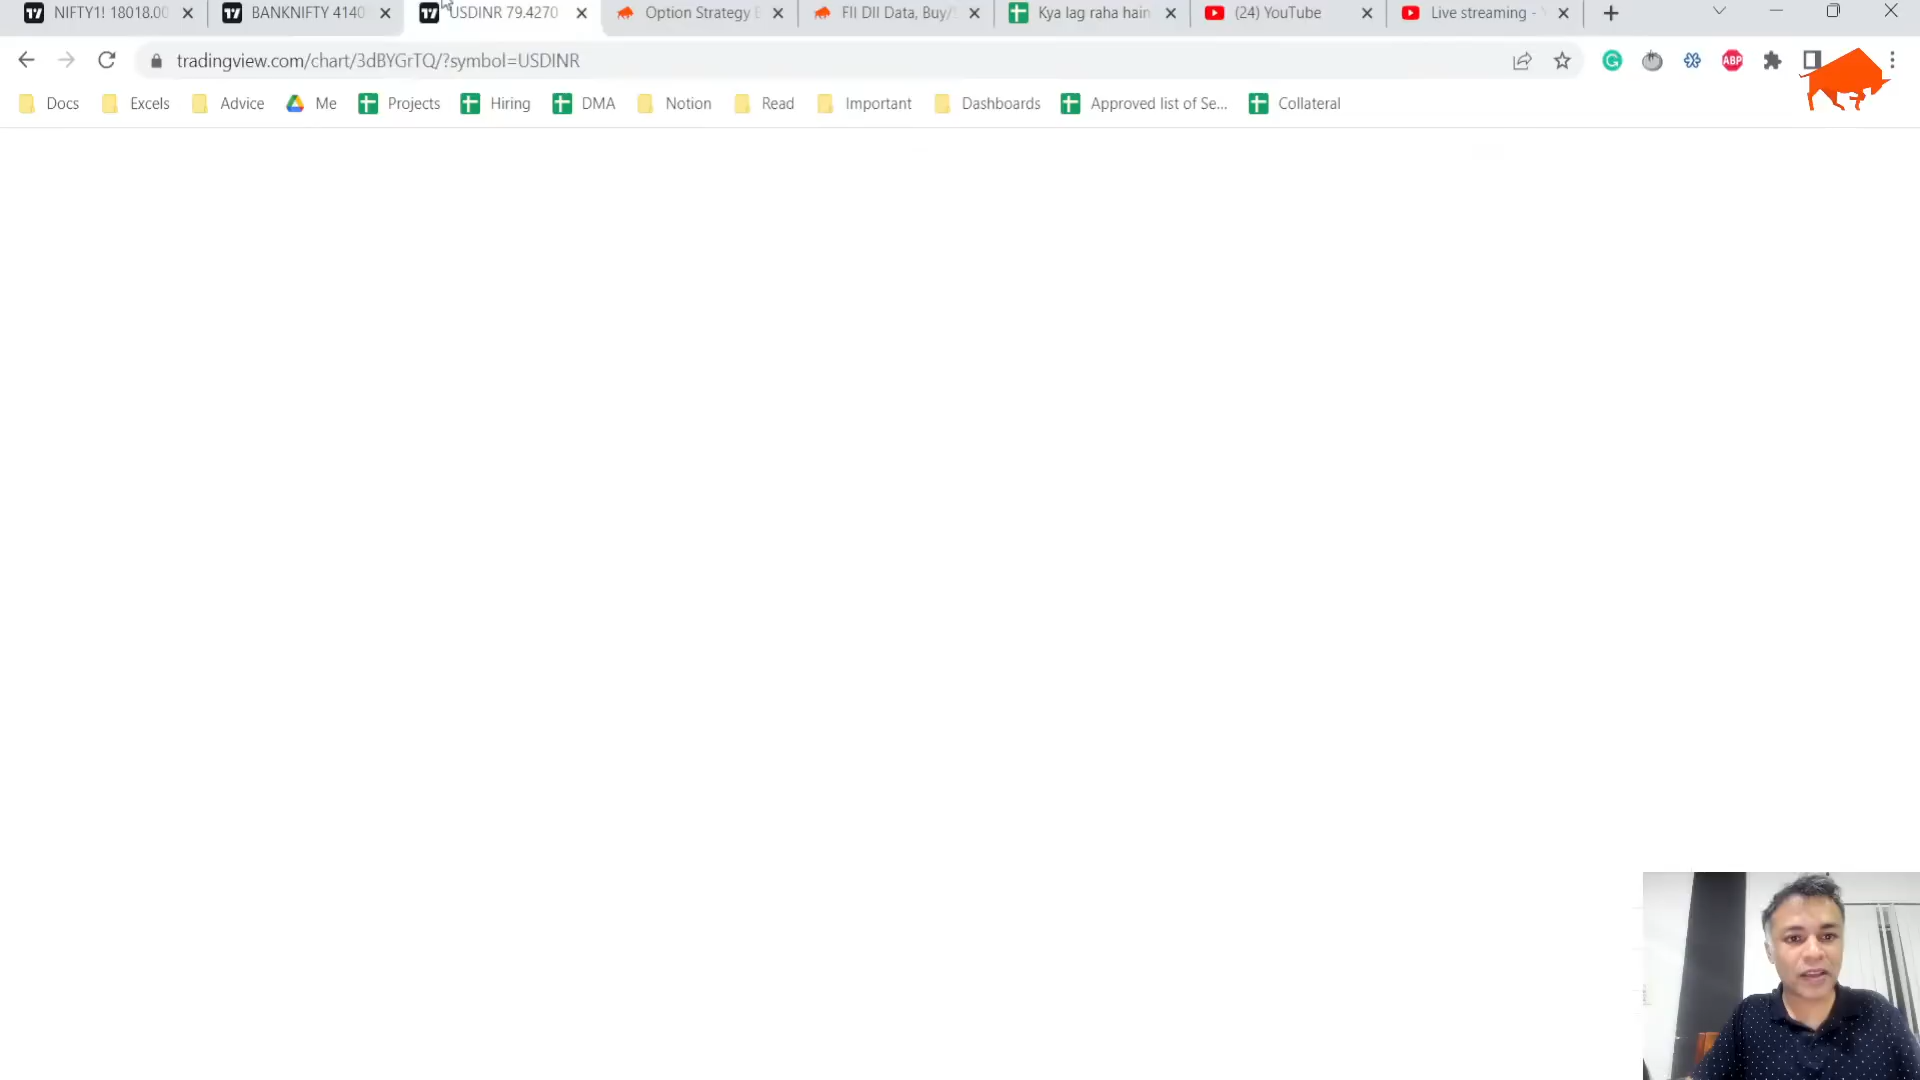 NIFTY1! 18018.00
BANKNIFTY 4140
USDINR 79.4270
Option Strategy
FII DII Data, Buy/
Kya lag raha hain
(24) YouTube
Live streaming -
tradingview.com/chart/3dBYGrTQ/?symbol=USDINR
ABP
Docs
Excels
Advice
Me
Projects
Hiring
DMA
Notion
Read
Important
Dashboards
Approved list of Se...
Collateral